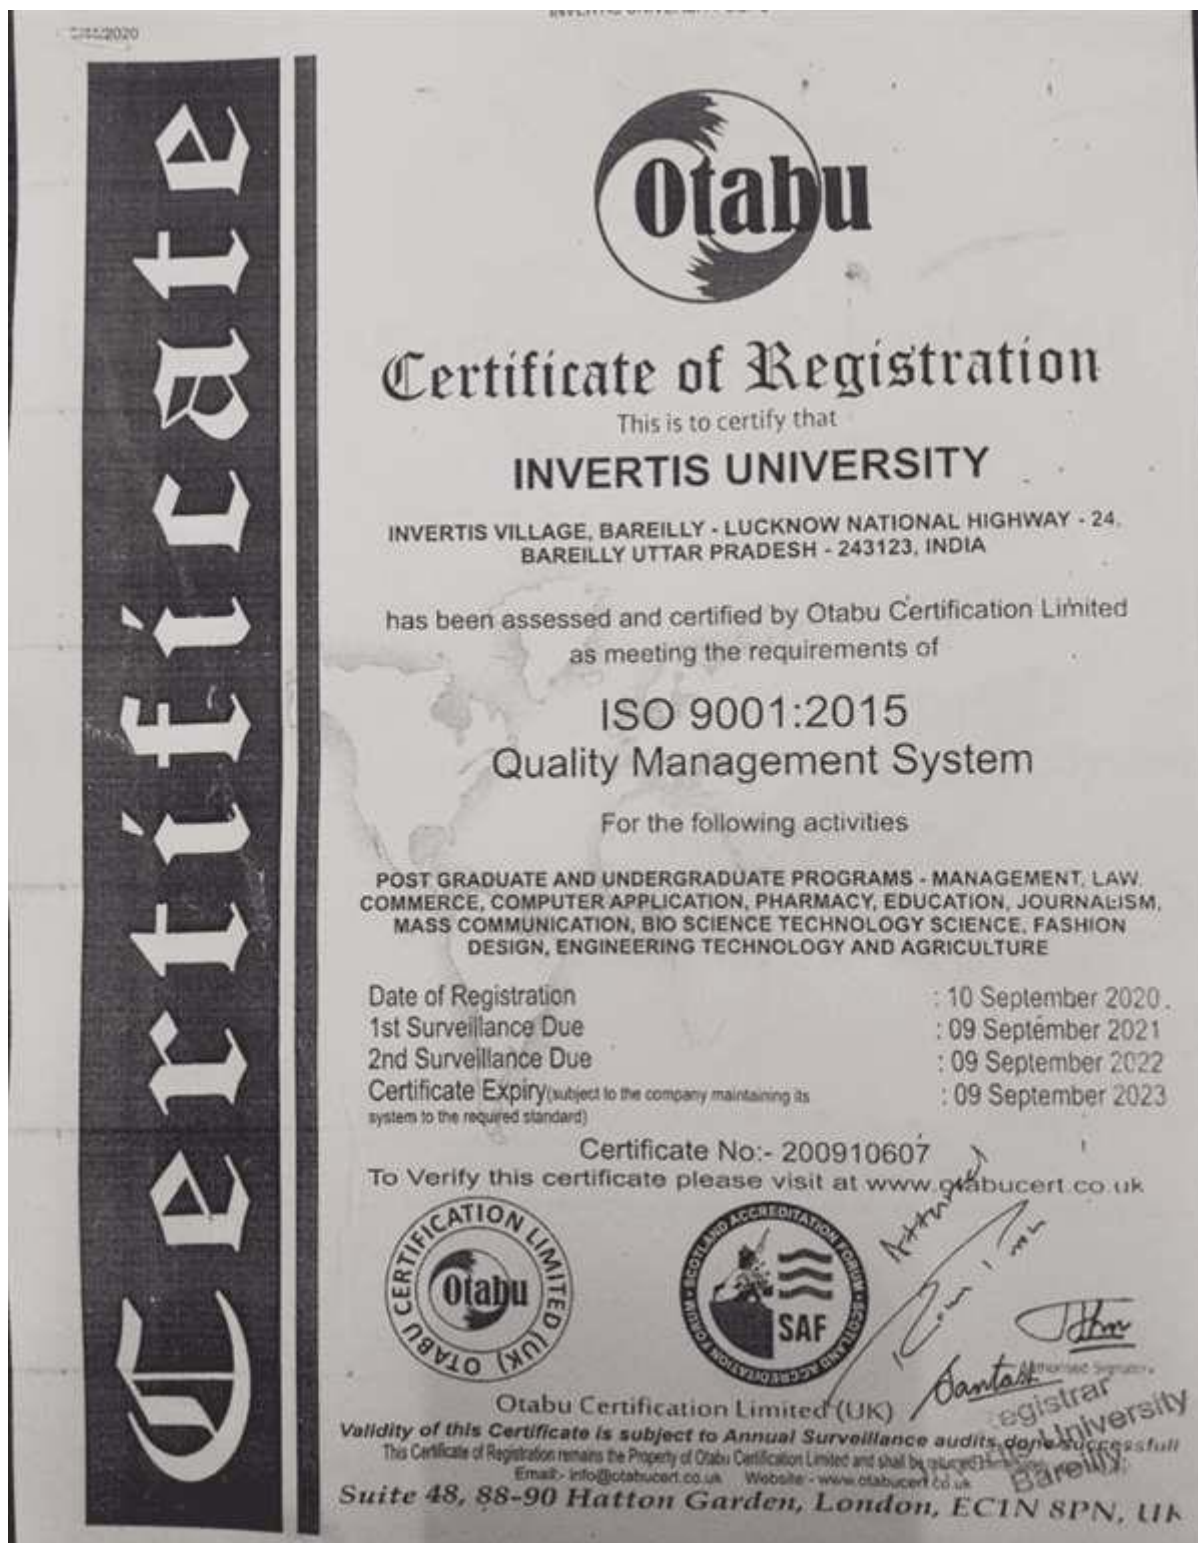 Certificate
Otabu
Certificate of Registration
This is to certify that
INVERTIS UNIVERSITY
INVERTIS VILLAGE, BAREILLY - LUCKNOW NATIONAL HIGHWAY - 24,
BAREILLY UTTAR PRADESH - 243123, INDIA
has been assessed and certified by Otabu Certification Limited
as meeting the requirements of
ISO 9001:2015
Quality Management System
For the following activities
POST GRADUATE AND UNDERGRADUATE PROGRAMS - MANAGEMENT, LAW,
COMMERCE, COMPUTER APPLICATION, PHARMACY, EDUCATION, JOURNALISM,
MASS COMMUNICATION, BIO SCIENCE TECHNOLOGY SCIENCE, FASHION
DESIGN, ENGINEERING TECHNOLOGY AND AGRICULTURE
Date of Registration : 10 September 2020
1st Surveillance Due : 09 September 2021
2nd Surveillance Due : 09 September 2022
Certificate Expiry(subject to the company maintaining its : 09 September 2023
system to the required standard)
Certificate No:- 200910607
To Verify this certificate please visit at www.otabucert.co.uk
OTABU CERTIFICATION LIMITED (UK)
Otabu
SCOTLAND ACCREDITATION FORUM - SCOTLAND ACCREDITATION FORUM
SAF
Authorised Signatory
Otabu Certification Limited (UK)
egistrar
University
Bareilly
Validity of this Certificate is subject to Annual Surveillance audits done successfull
This Certificate of Registration remains the Property of Otabu Certification Limited and shall be returned
Email:- info@otabucert.co.uk Website - www.otabucert.co.uk
Suite 48, 88-90 Hatton Garden, London, EC1N 8PN, UK